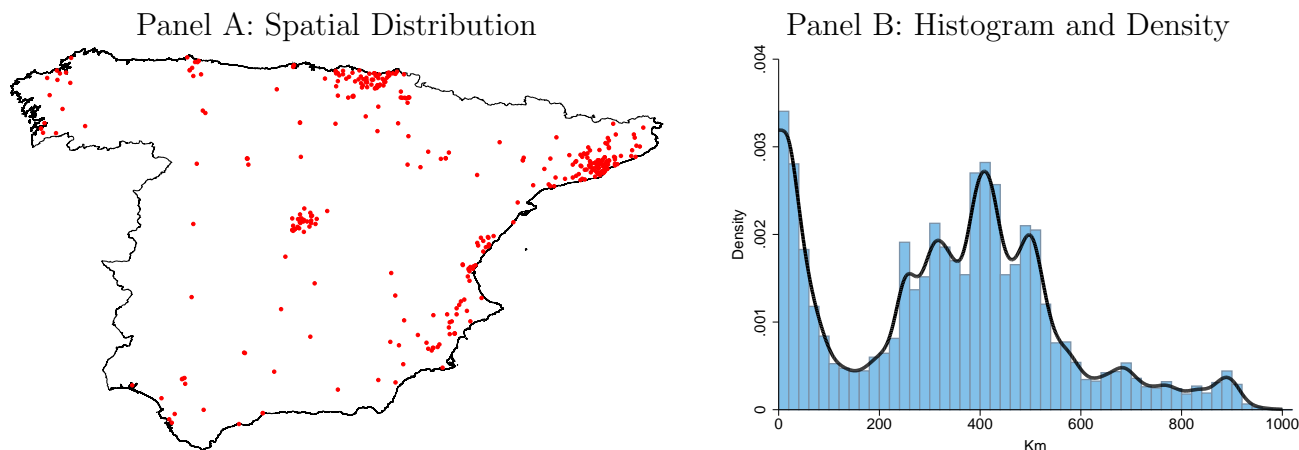 Panel A: Spatial Distribution
Panel B: Histogram and Density
Density
0
.001
.002
.003
.004
0
200
400
600
800
1000
Km